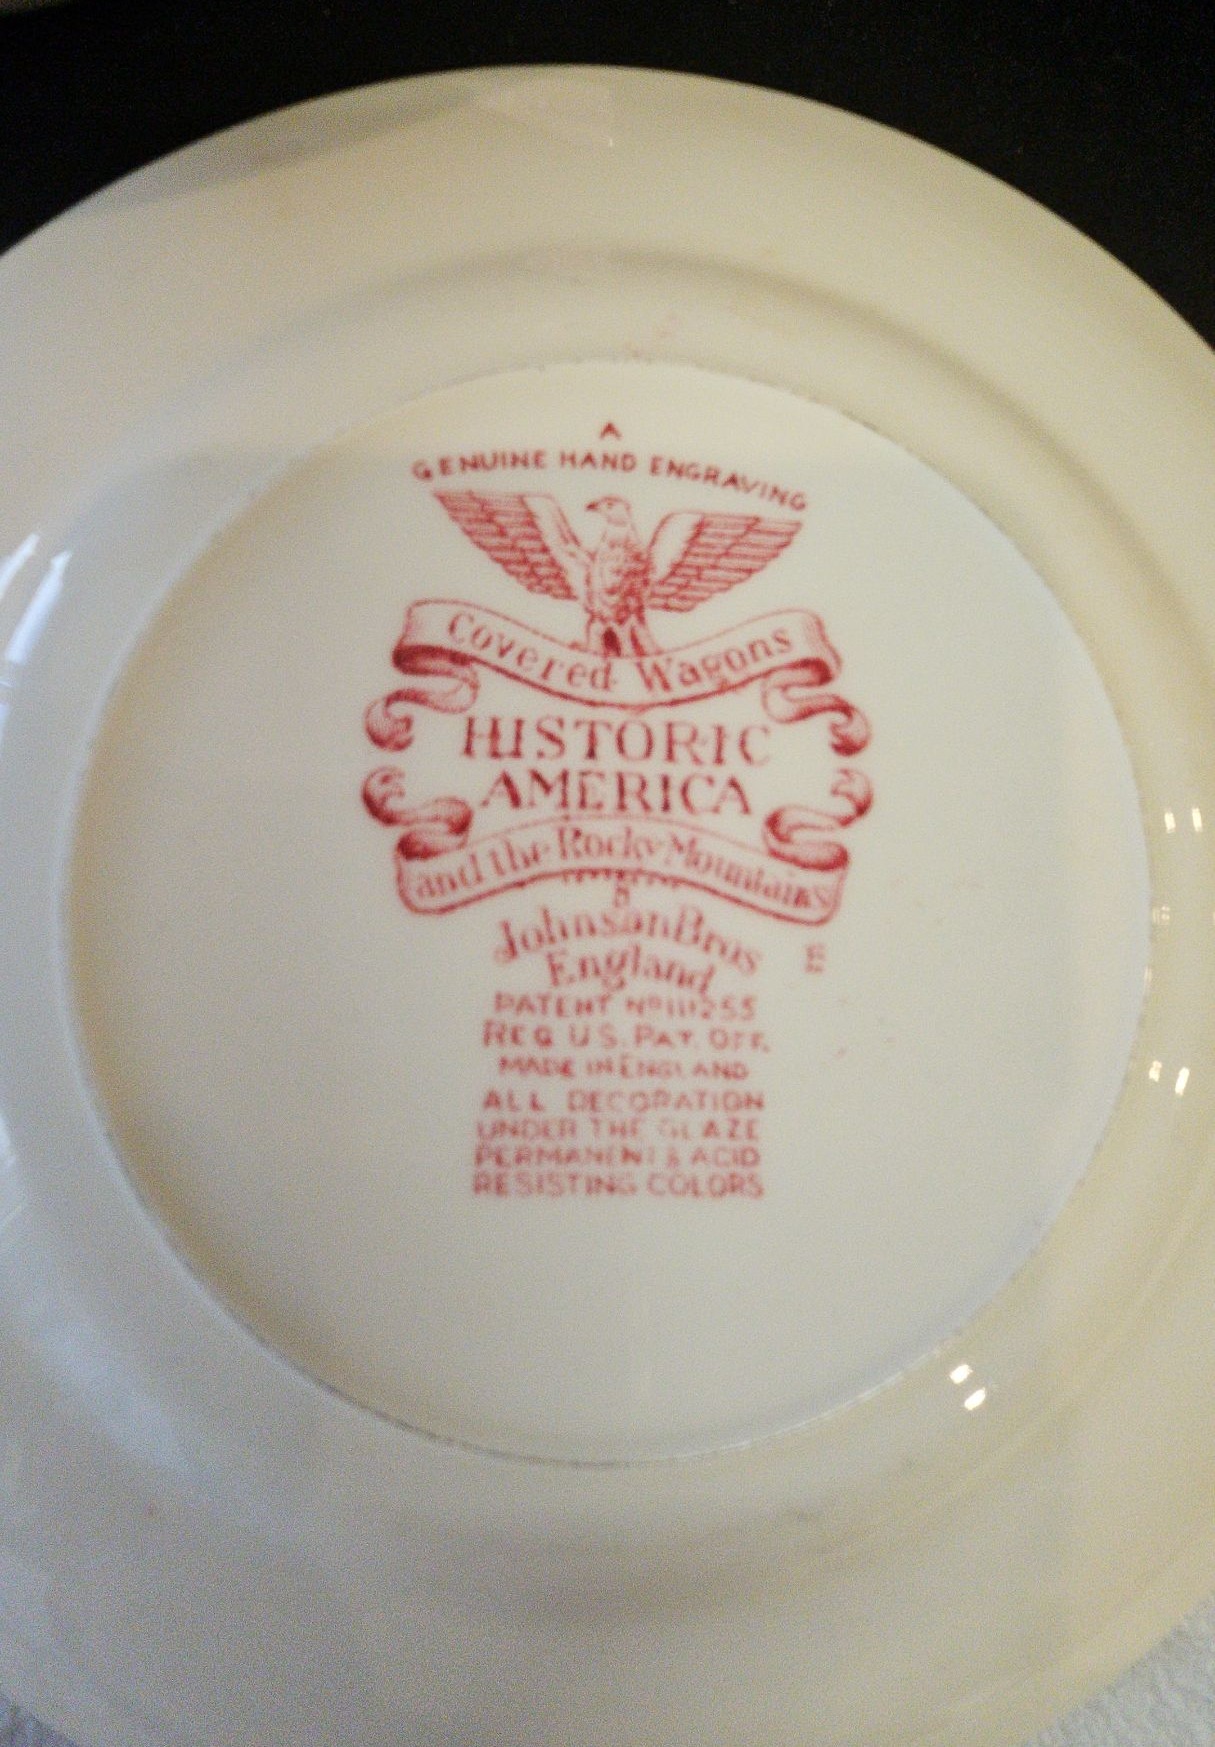 A
GENUINE HAND ENGRAVING
Covered Wagons
HISTORIC
AMERICA
and the Rocky Mountains
Johnson Bros
England
PATENT No 111255
REG U.S. PAT. OFF.
MADE IN ENGLAND
ALL DECORATION
UNDER THE GLAZE
PERMANENT & ACID
RESISTING COLORS